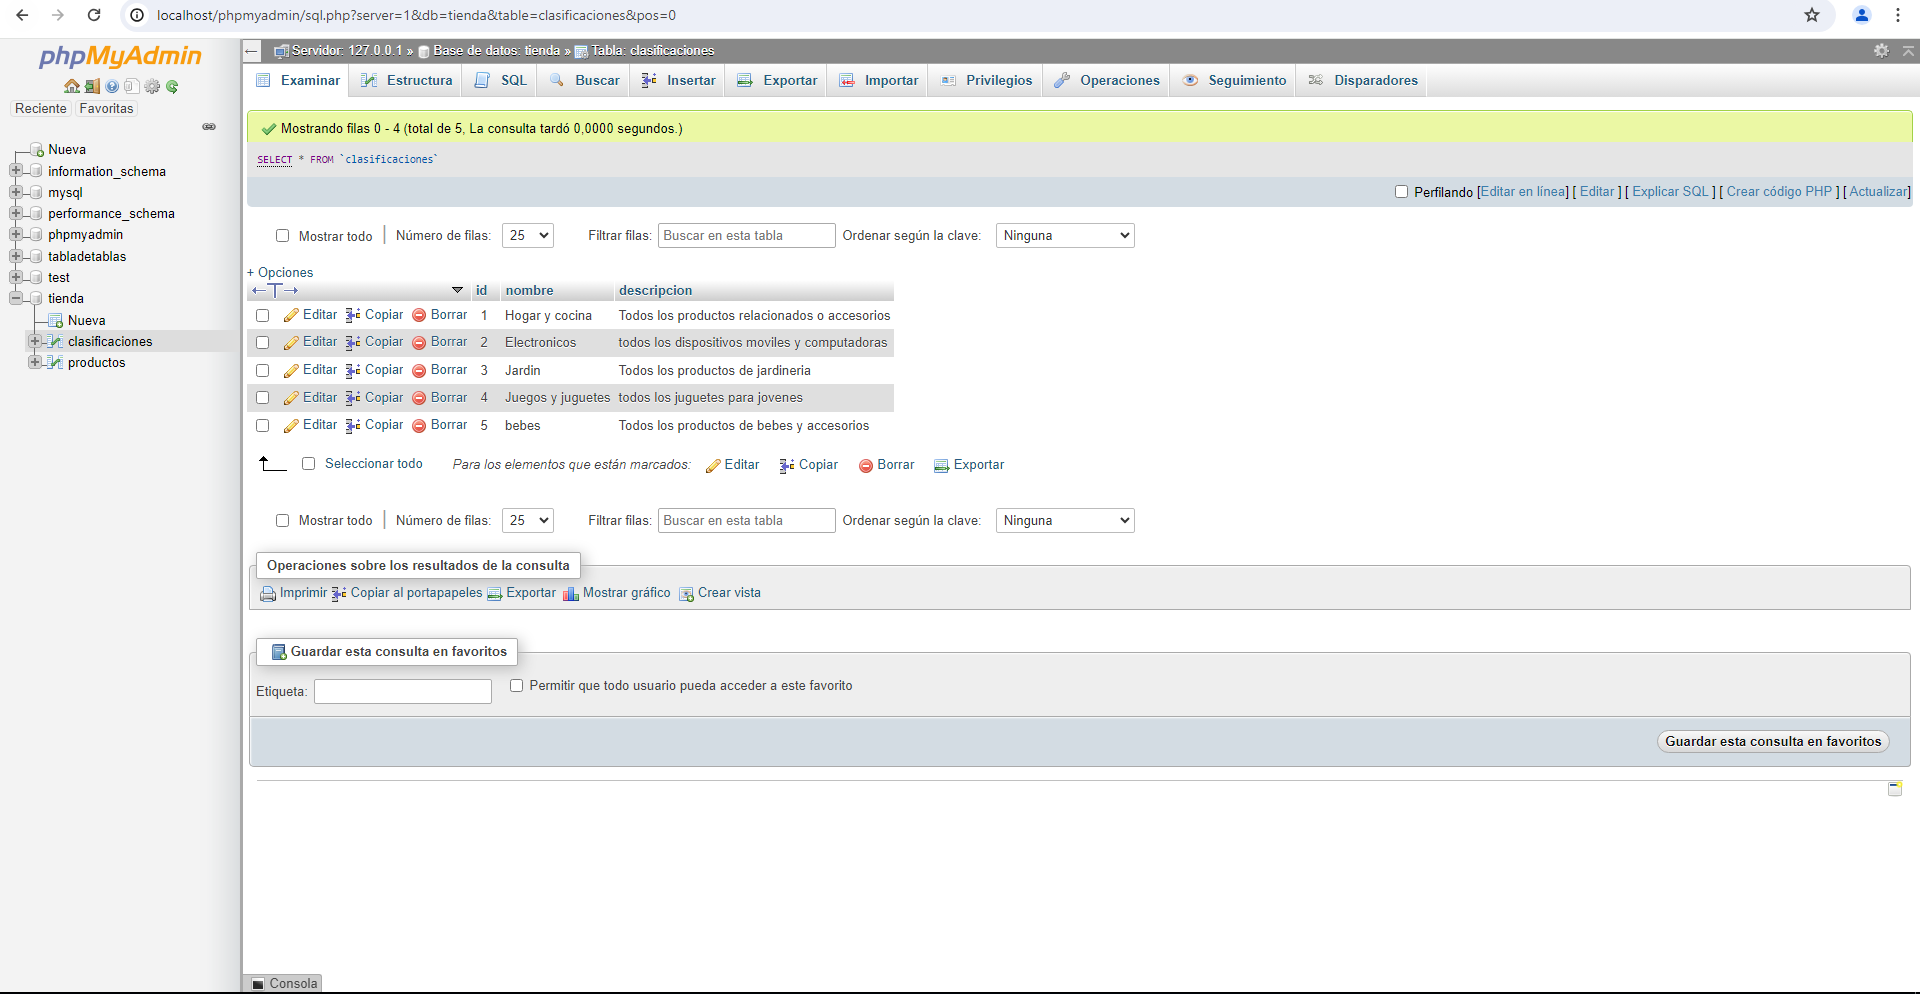 localhost/phpmyadmin/sql.php?server=1&db=tienda&table=clasificaciones&pos=0
phpMyAdmin
Reciente Favoritas
Nueva
information_schema
mysql
performance_schema
phpmyadmin
tabladetablas
test
tienda
Nueva
clasificaciones
productos
Servidor: 127.0.0.1 » Base de datos: tienda » Tabla: clasificaciones
Examinar Estructura SQL Buscar Insertar Exportar Importar Privilegios Operaciones Seguimiento Disparadores
Mostrando filas 0 - 4 (total de 5, La consulta tardó 0,0000 segundos.)
SELECT * FROM `clasificaciones`
Perfilando [Editar en línea] [ Editar ] [ Explicar SQL ] [ Crear código PHP ] [ Actualizar]
Mostrar todo | Número de filas: 25 Filtrar filas: Buscar en esta tabla Ordenar según la clave: Ninguna
+ Opciones
←T→ id nombre descripcion
Editar Copiar Borrar 1 Hogar y cocina Todos los productos relacionados o accesorios
Editar Copiar Borrar 2 Electronicos todos los dispositivos moviles y computadoras
Editar Copiar Borrar 3 Jardin Todos los productos de jardineria
Editar Copiar Borrar 4 Juegos y juguetes todos los juguetes para jovenes
Editar Copiar Borrar 5 bebes Todos los productos de bebes y accesorios
Seleccionar todo Para los elementos que están marcados: Editar Copiar Borrar Exportar
Mostrar todo | Número de filas: 25 Filtrar filas: Buscar en esta tabla Ordenar según la clave: Ninguna
Operaciones sobre los resultados de la consulta
Imprimir Copiar al portapapeles Exportar Mostrar gráfico Crear vista
Guardar esta consulta en favoritos
Etiqueta: Permitir que todo usuario pueda acceder a este favorito
Guardar esta consulta en favoritos
Consola